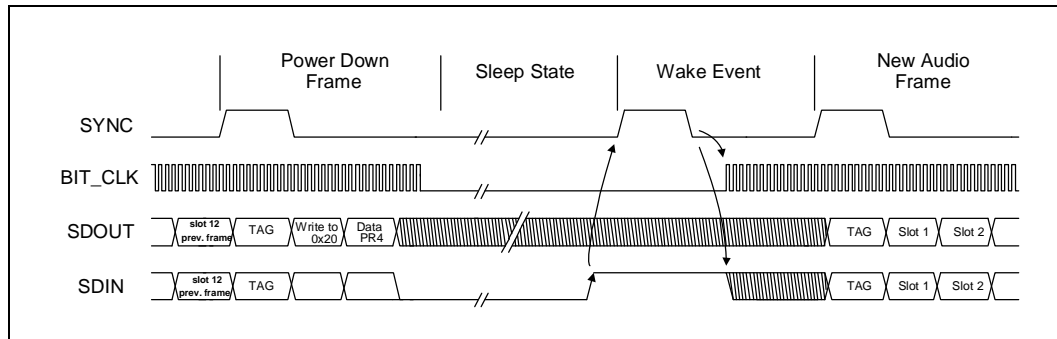 Power Down
Frame
Sleep State
Wake Event
New Audio
Frame
SYNC
BIT_CLK
SDOUT
slot 12
prev. frame
TAG
Write to
0x20
Data
PR4
TAG
Slot 1
Slot 2
SDIN
slot 12
prev. frame
TAG
TAG
Slot 1
Slot 2